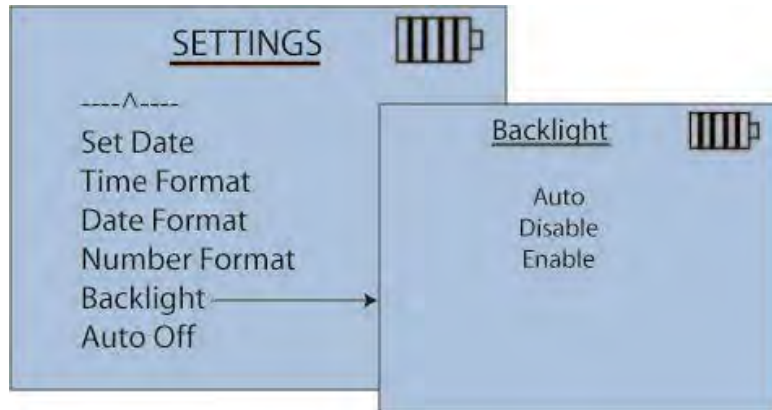 SETTINGS
----^----
Set Date
Time Format
Date Format
Number Format
Backlight
Auto Off
Backlight
Auto
Disable
Enable